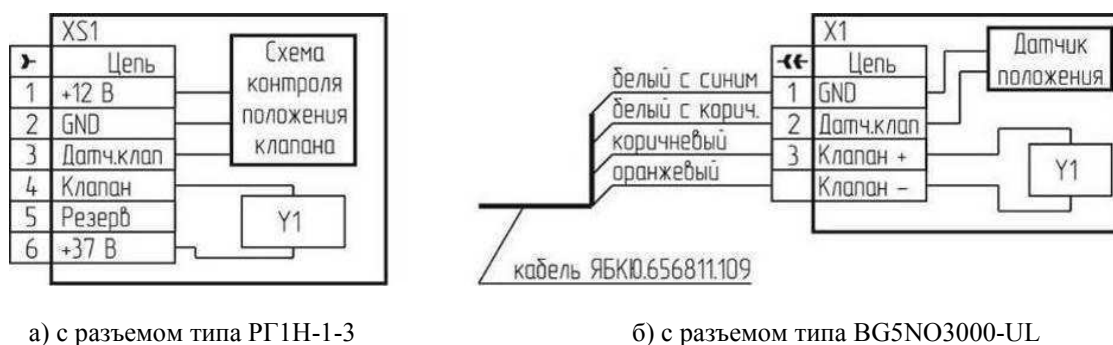 XS1
Цепь
1 +12 В
2 GND
3 Датч.клап
4 Клапан
5 Резерв
6 +37 В
Схема
контроля
положения
клапана
Y1
а) с разъемом типа РГ1Н-1-3
белый с синим
белый с корич.
коричневый
оранжевый
кабель ЯБКЮ.656811.109
X1
Цепь
1 GND
2 Датч.клап
3 Клапан +
Клапан –
Датчик
положения
Y1
б) с разъемом типа BG5NO3000-UL